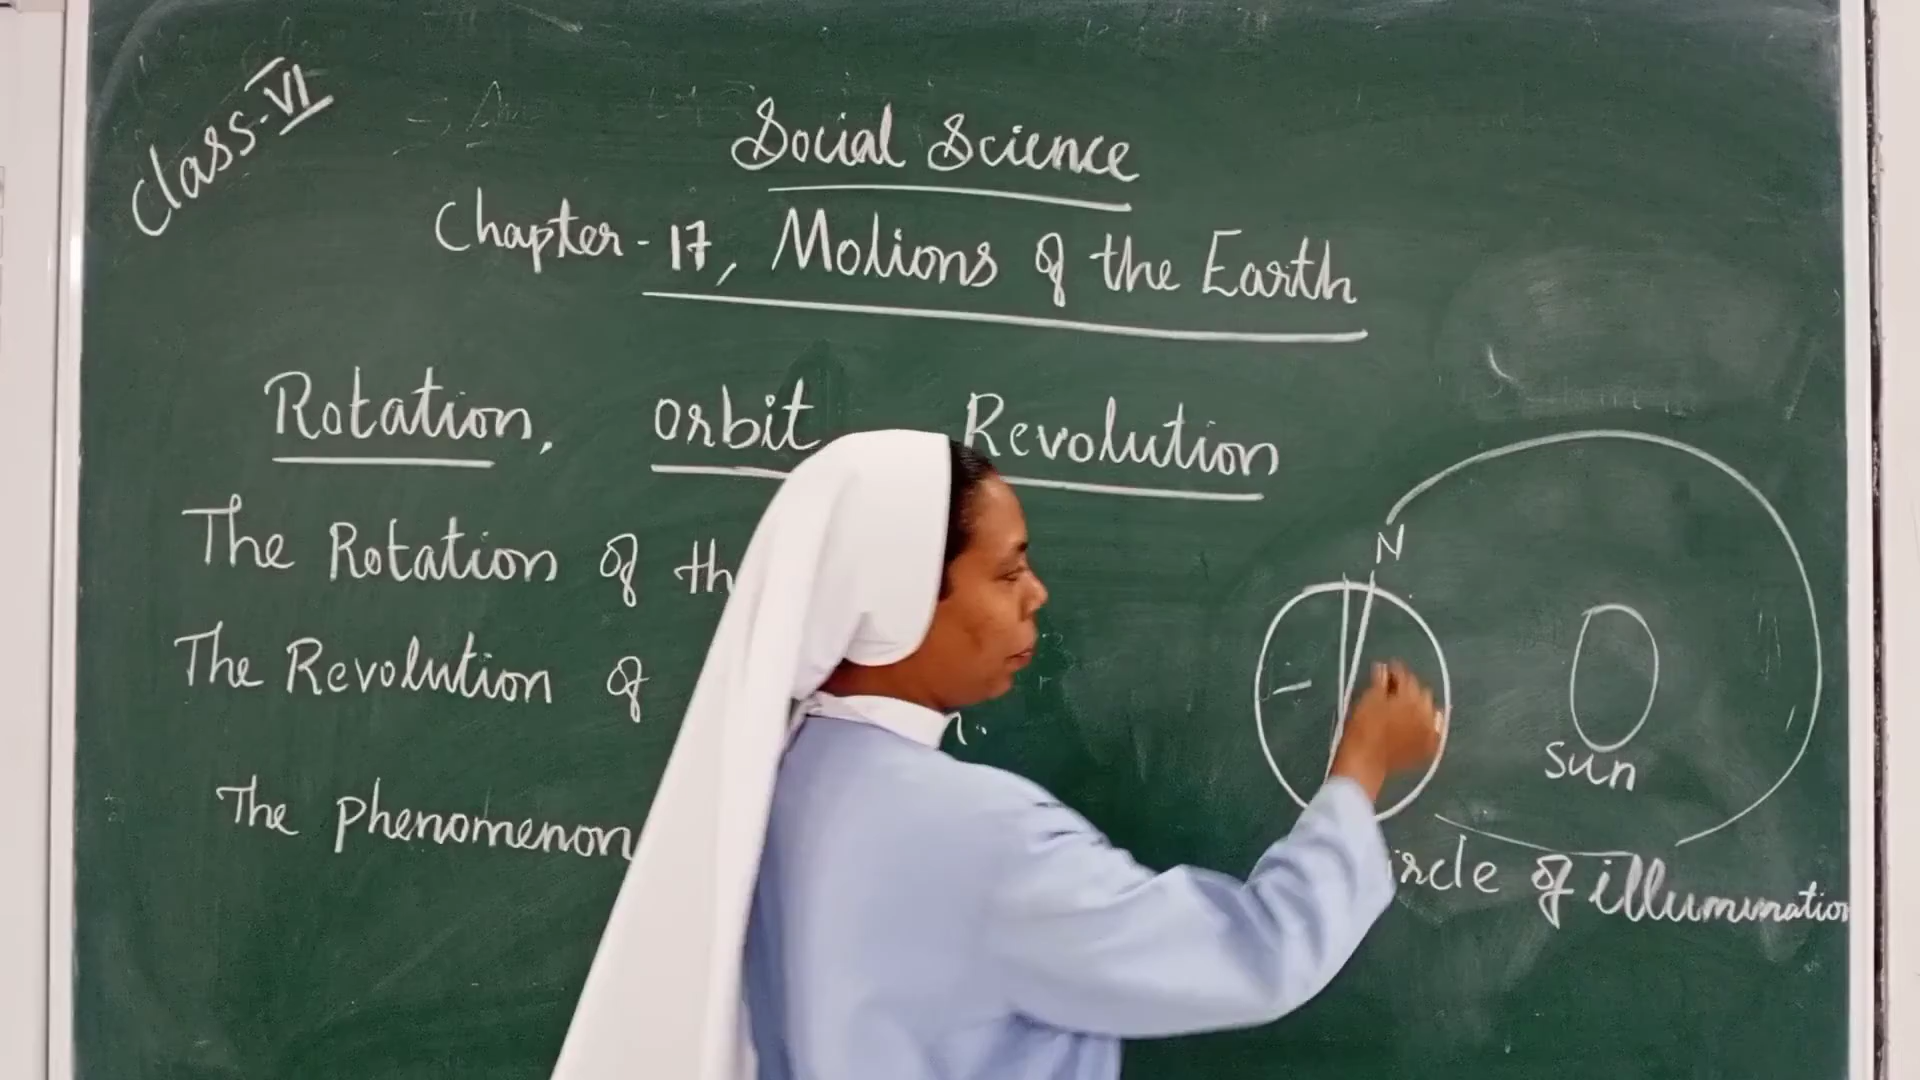 Class-VI
Social Science
Chapter-17, Motions of the Earth
Rotation, orbit Revolution
The Rotation of th
The Revolution of n.
The phenomenon
N
sun
ircle of illumination